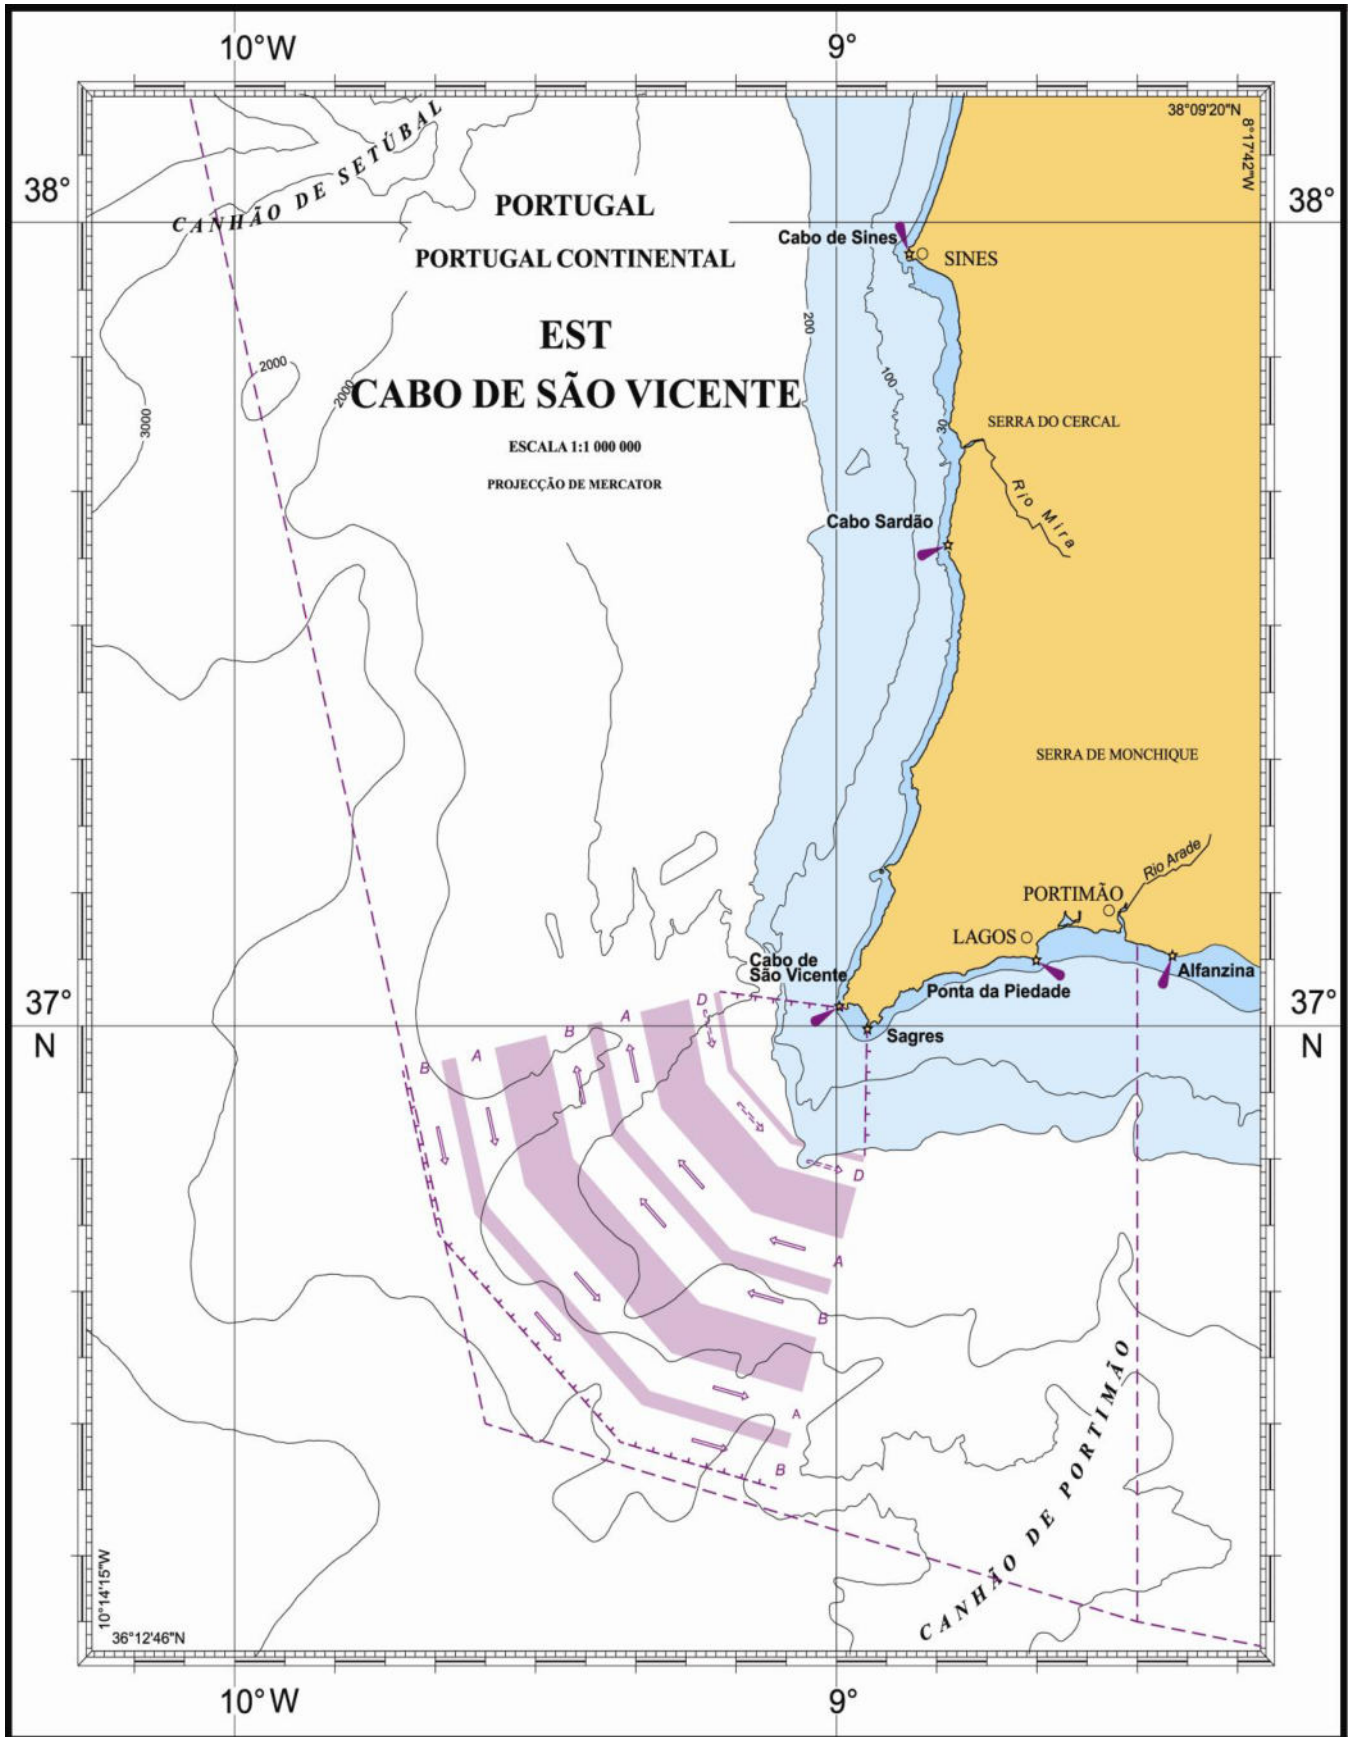 10°W
9°
38°09'20"N
8°17'42"W
CANHÃO DE SETÚBAL
38°
38°
PORTUGAL
PORTUGAL CONTINENTAL
Cabo de Sines
SINES
EST
CABO DE SÃO VICENTE
ESCALA 1:1 000 000
PROJECÇÃO DE MERCATOR
200
2000
2000
100
3000
30
SERRA DO CERCAL
Rio Mira
Cabo Sardão
SERRA DE MONCHIQUE
Rio Arade
PORTIMÃO
LAGOS
Cabo de
São Vicente
Alfanzina
Ponta da Piedade
37°
37°
D
A
B
A
B
Sagres
N
N
D
A
B
A
B
CANHÃO DE PORTIMÃO
10°14'15"W
36°12'46"N
10°W
9°